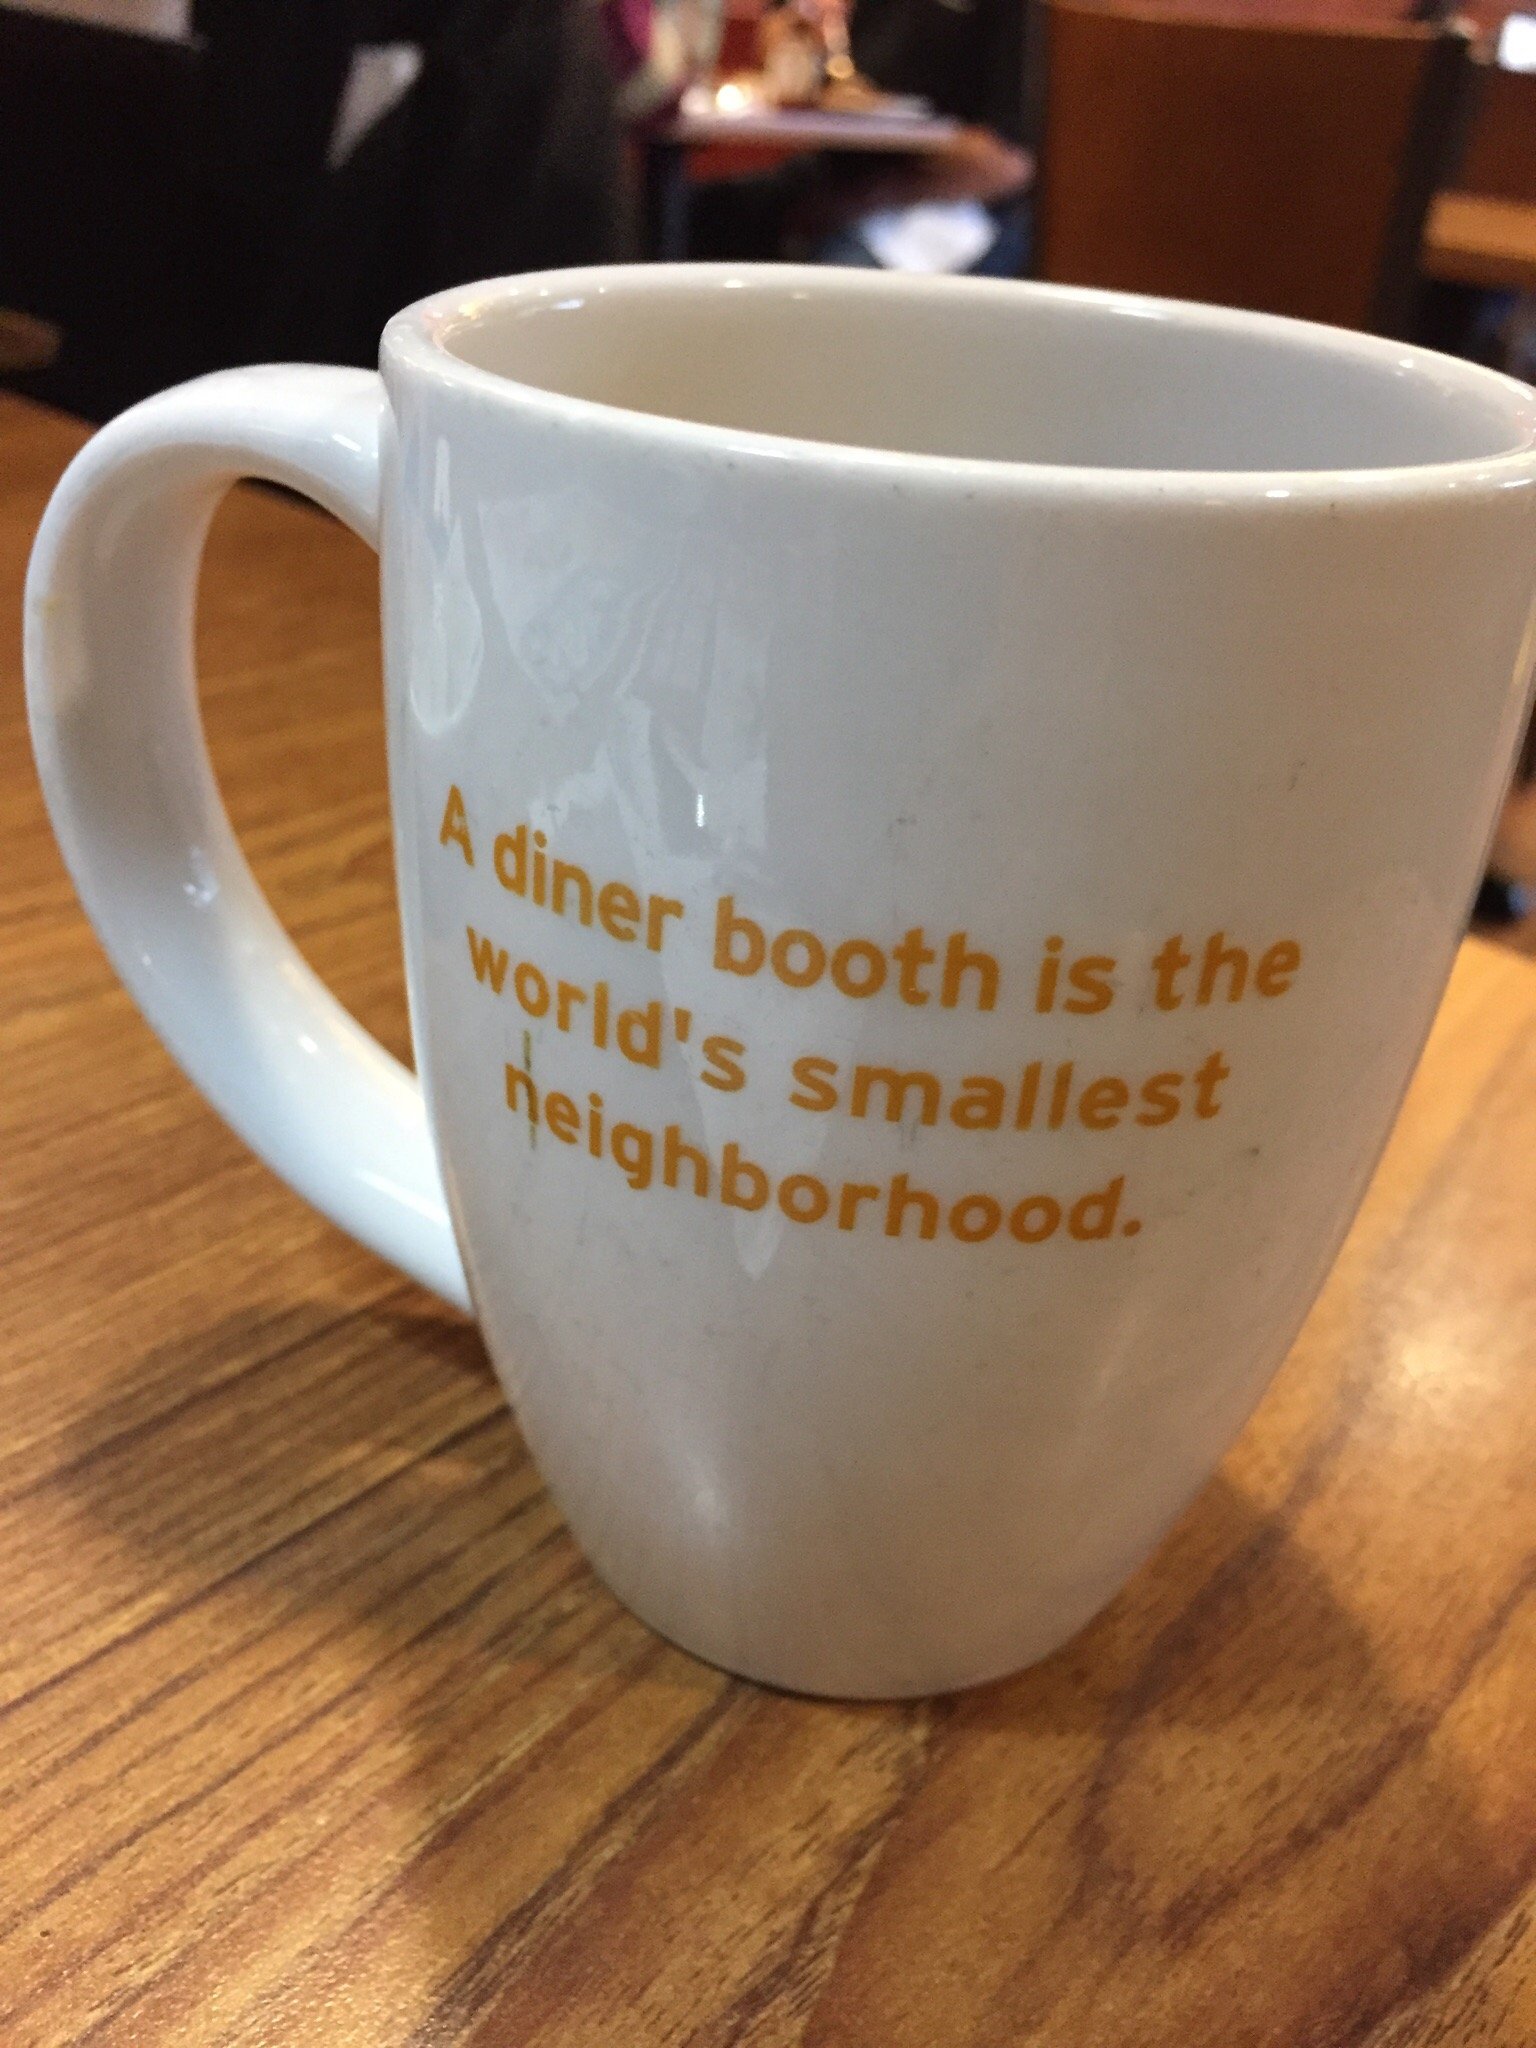 A diner booth is the
world's smallest
neighborhood.